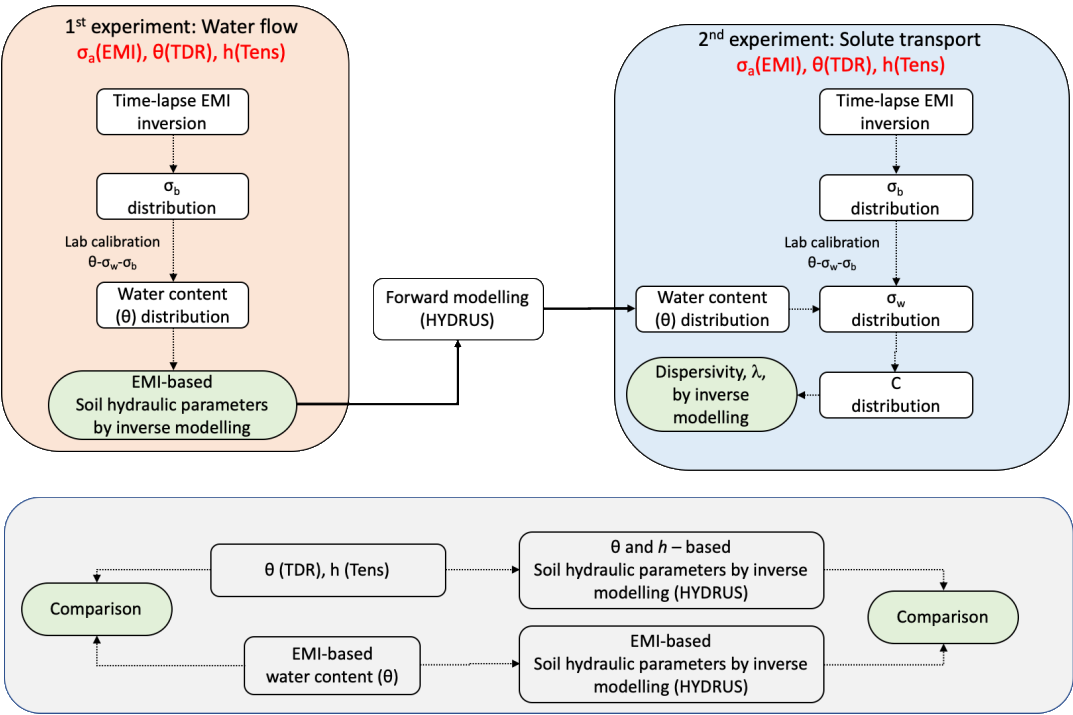 1st experiment: Water flow
σa(EMI), θ(TDR), h(Tens)
Time-lapse EMI
inversion
σb
distribution
Lab calibration
θ-σw-σb
Water content
(θ) distribution
EMI-based
Soil hydraulic parameters
by inverse modelling
Forward modelling
(HYDRUS)
2nd experiment: Solute transport
σa(EMI), θ(TDR), h(Tens)
Time-lapse EMI
inversion
σb
distribution
Lab calibration
θ-σw-σb
Water content
(θ) distribution
σw
distribution
C
distribution
Dispersivity, λ,
by inverse
modelling
θ (TDR), h (Tens)
θ and h – based
Soil hydraulic parameters by inverse
modelling (HYDRUS)
Comparison
Comparison
EMI-based
water content (θ)
EMI-based
Soil hydraulic parameters by inverse
modelling (HYDRUS)